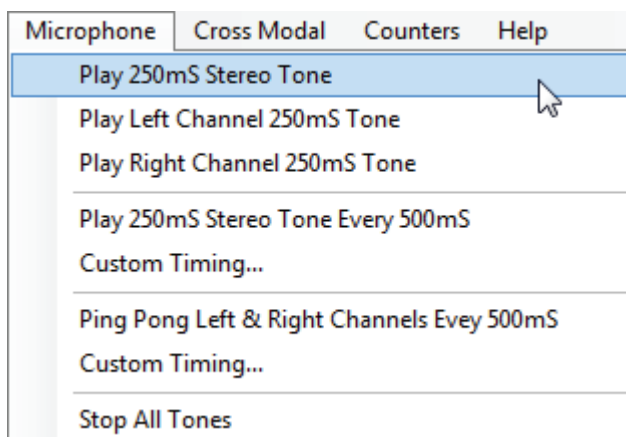 Microphone Cross Modal Counters Help
Play 250mS Stereo Tone
Play Left Channel 250mS Tone
Play Right Channel 250mS Tone
Play 250mS Stereo Tone Every 500mS
Custom Timing...
Ping Pong Left & Right Channels Evey 500mS
Custom Timing...
Stop All Tones